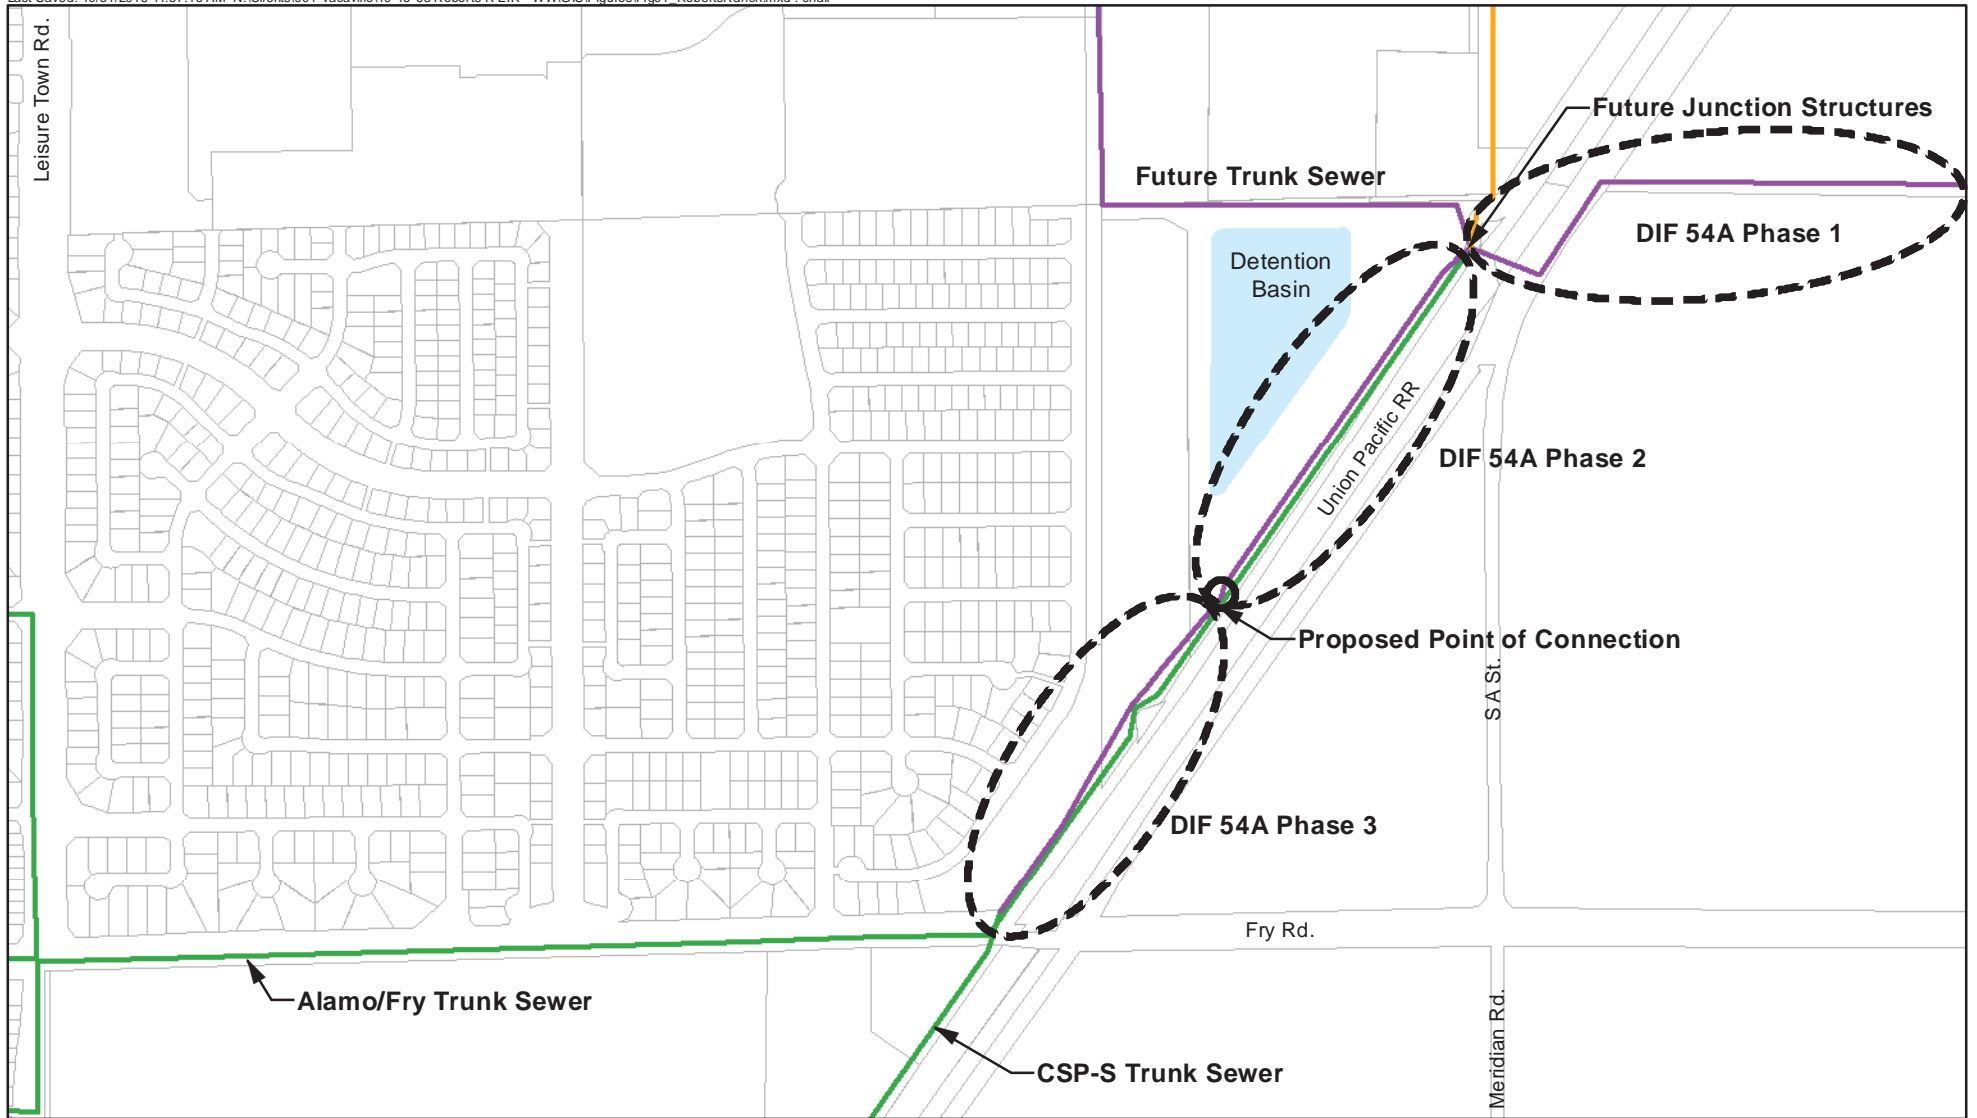 Leisure Town Rd.
Future Junction Structures
Future Trunk Sewer
DIF 54A Phase 1
Detention
Basin
Union Pacific RR
DIF 54A Phase 2
Proposed Point of Connection
S A St.
DIF 54A Phase 3
Fry Rd.
Alamo/Fry Trunk Sewer
Meridian Rd.
CSP-S Trunk Sewer